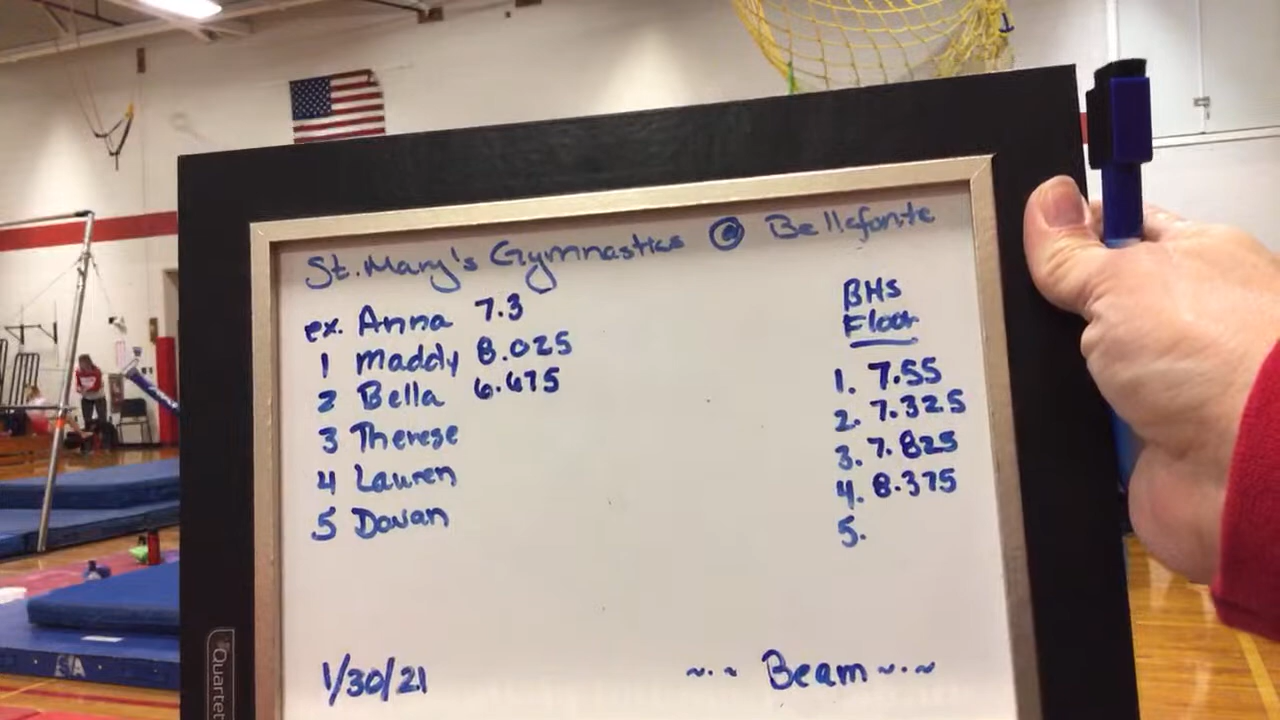 St. Mary's Gymnastics @ Bellefonte
ex. Anna 7.3
1 Maddy 8.025
2 Bella 6.675
3 Therese
4 Lauren
5 Davan
BHS
Floor
1. 7.55
2. 7.325
3. 7.825
4. 8.375
5.
1/30/21
~·~ Beam ~·~
Quartet